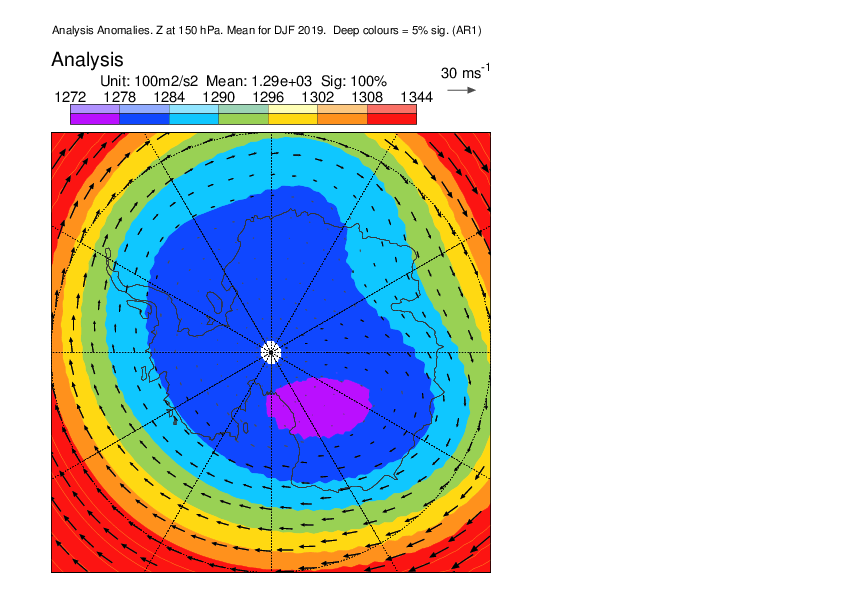 Analysis Anomalies. Z at 150 hPa. Mean for DJF 2019.  Deep colours = 5% sig. (AR1)
Analysis
30 ms-1
Unit: 100m2/s2  Mean: 1.29e+03  Sig: 100%
1272 1278 1284 1290 1296 1302 1308 1344